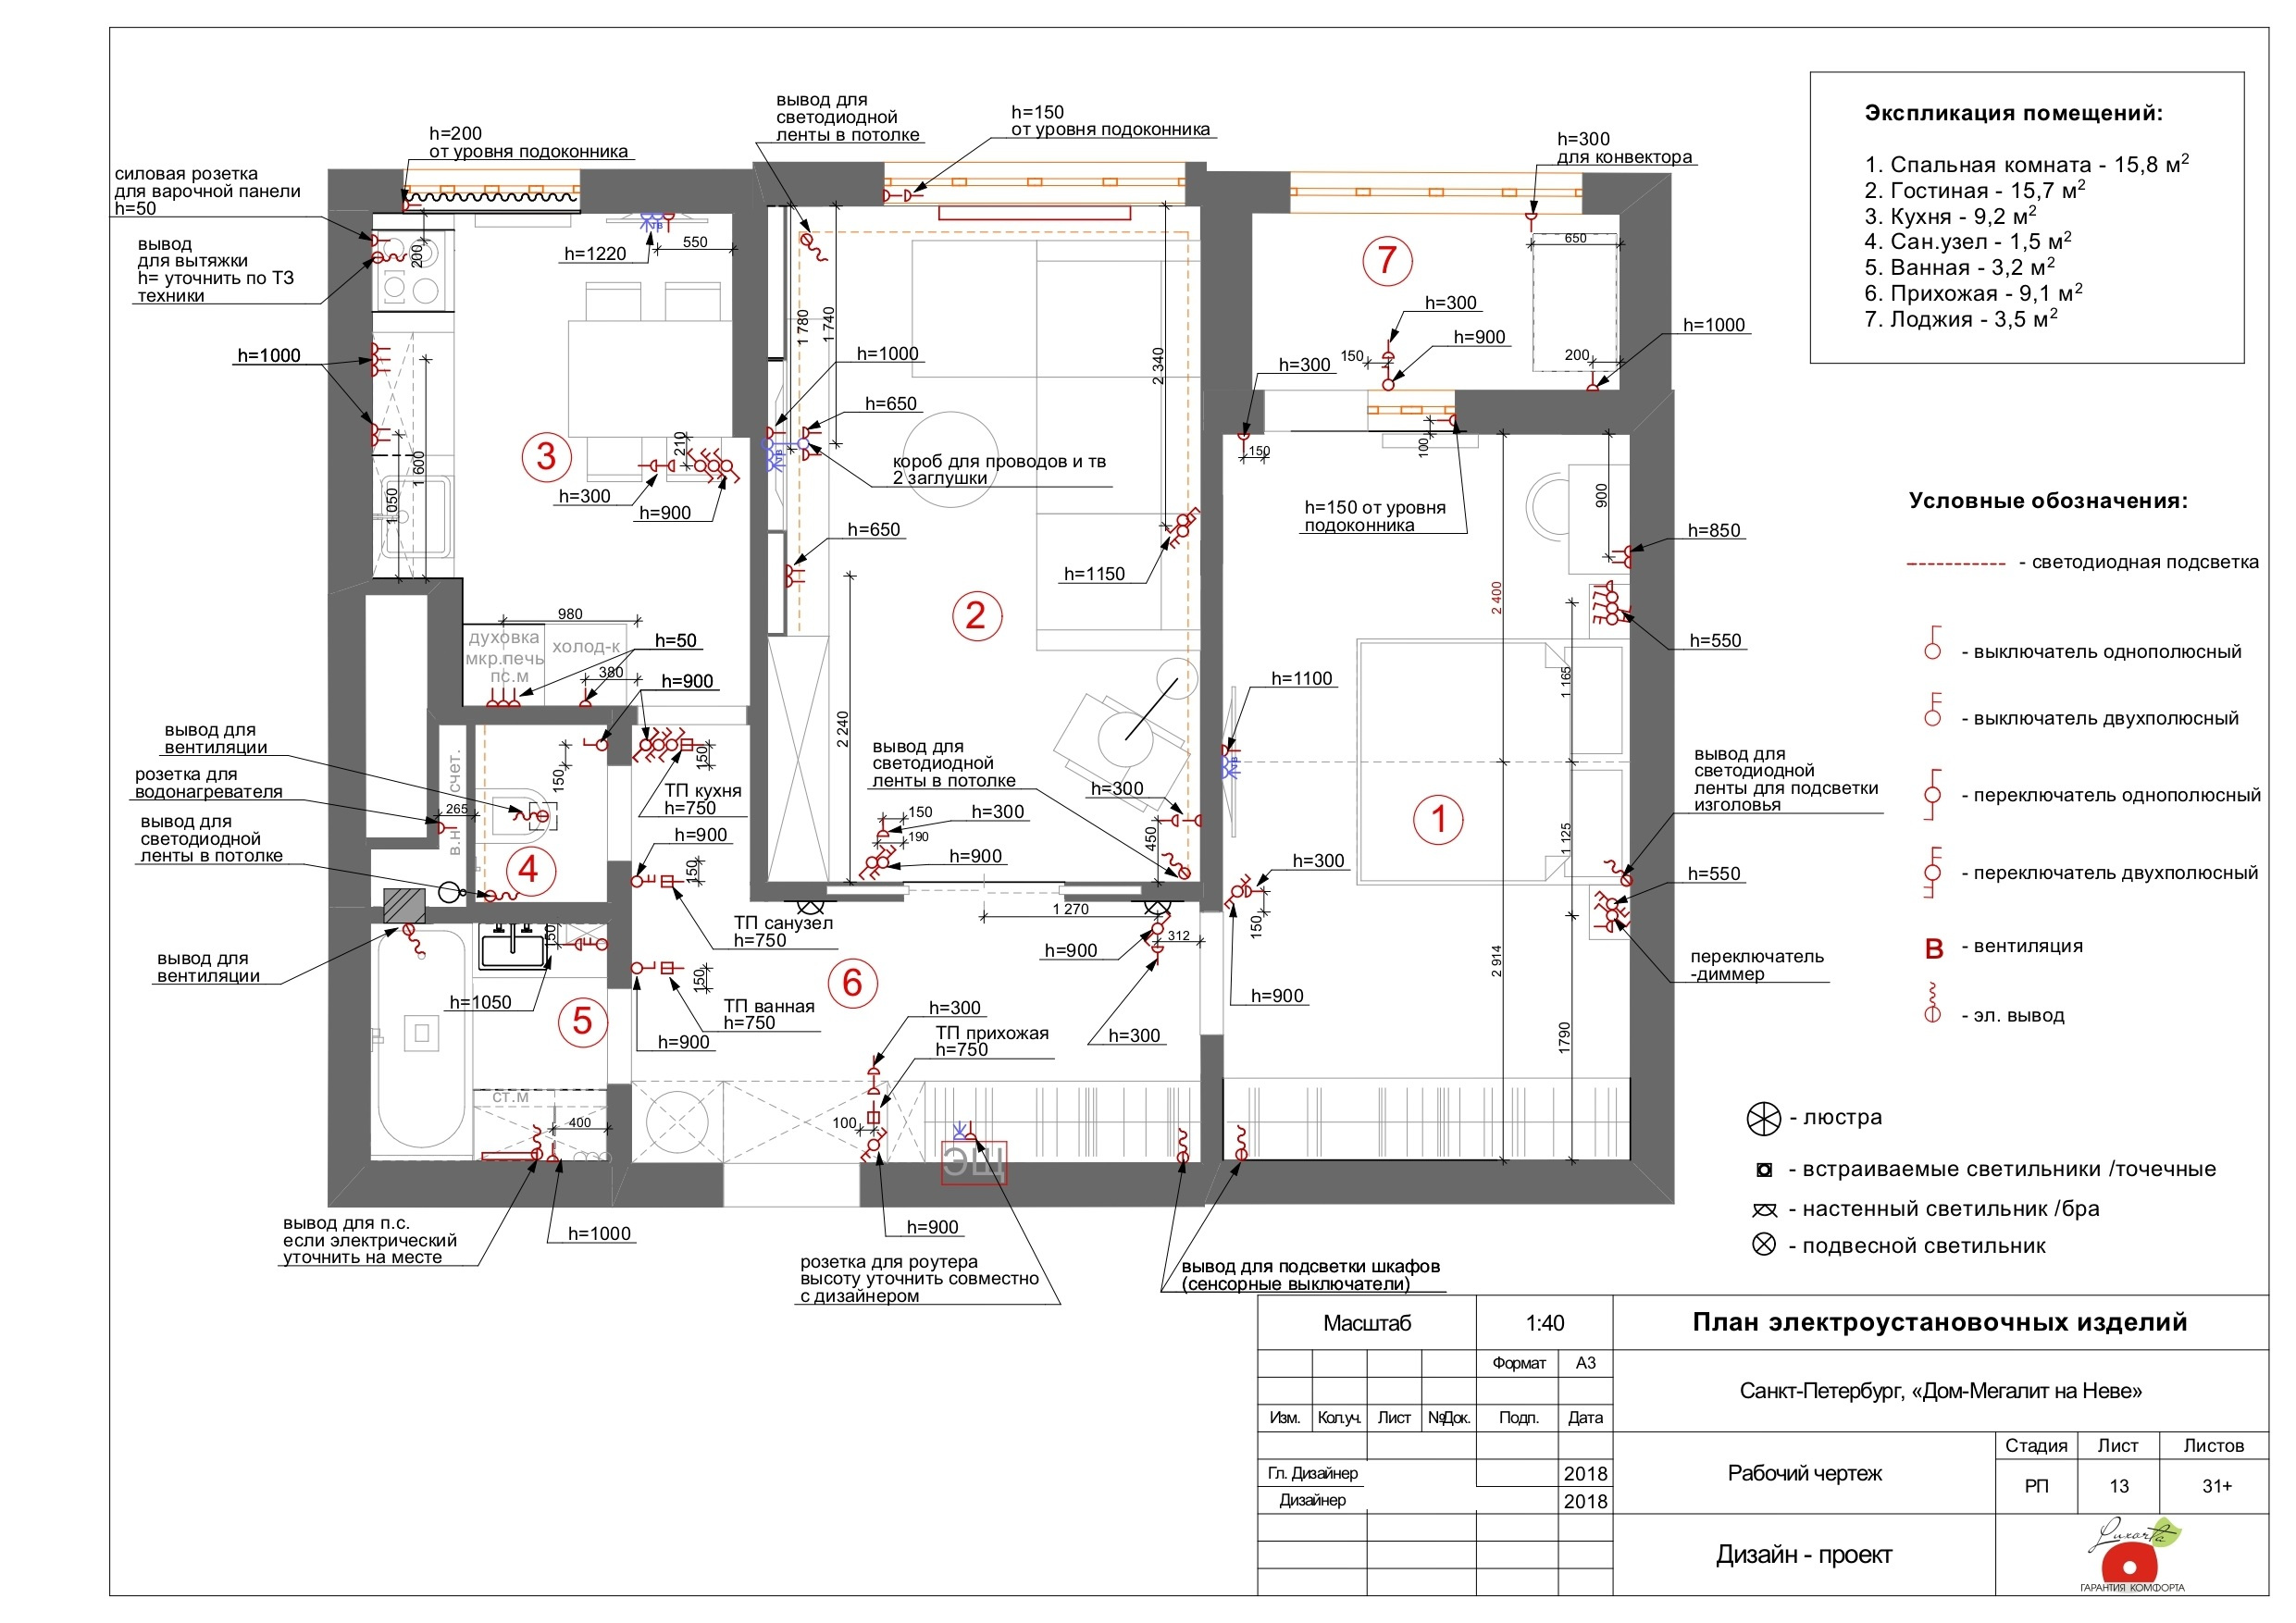 вывод для
светодиодной
ленты в потолке
h=150
от уровня подоконника
h=200
от уровня подоконника
h=300
для конвектора
силовая розетка
для варочной панели
h=50
вывод
для вытяжки
h= уточнить по ТЗ
техники
h=1000
200
ТВ
h=1220
550
1 780
1 740
2 340
7
650
h=300
h=900
150
h=300
200
h=1000
h=1000
h=650
короб для проводов и тв
2 заглушки
ТВ
3
210
h=300
h=900
1 600
1 050
150
100
h=150 от уровня
подоконника
900
h=850
h=650
h=1150
2
2 400
h=550
980
духовка
мкр.печь
пс.м
холод-к
380
h=50
h=900
h=1100
ТВ
1 165
2 240
вывод для
вентиляции
розетка для
водонагревателя
вывод для
светодиодной
ленты в потолке
в.н
счет.
265
150
150
ТП кухня
h=750
h=900
150
4
вывод для
светодиодной
ленты в потолке
h=300
150
h=300
190
h=900
450
1
1 125
вывод для
светодиодной
ленты для подсветки
изголовья
h=550
h=300
150
h=900
переключатель
-диммер
ТП санузел
h=750
1 270
312
h=900
h=300
150
вывод для
вентиляции
h=1050
5
150
ТП ванная
h=750
h=900
6
h=300
ТП прихожая
h=750
2 914
1790
ст.м
400
100
ЭЩ
вывод для п.с.
если электрический
уточнить на месте
h=1000
h=900
розетка для роутера
высоту уточнить совместно
с дизайнером
вывод для подсветки шкафов
(сенсорные выключатели)
Экспликация помещений:
1. Спальная комната - 15,8 м²
2. Гостиная - 15,7 м²
3. Кухня - 9,2 м²
4. Сан.узел - 1,5 м²
5. Ванная - 3,2 м²
6. Прихожая - 9,1 м²
7. Лоджия - 3,5 м²
Условные обозначения:
- светодиодная подсветка
- выключатель однополюсный
- выключатель двухполюсный
- переключатель однополюсный
- переключатель двухполюсный
В - вентиляция
- эл. вывод
- люстра
- встраиваемые светильники /точечные
- настенный светильник /бра
- подвесной светильник
Масштаб 1:40
План электроустановочных изделий
Формат А3
Санкт-Петербург, «Дом-Мегалит на Неве»
Изм. Кол.уч. Лист №Док. Подп. Дата
Рабочий чертеж
Стадия Лист Листов
РП 13 31+
Гл. Дизайнер 2018
Дизайнер 2018
Дизайн - проект
Luxorta
ГАРАНТИЯ КОМФОРТА